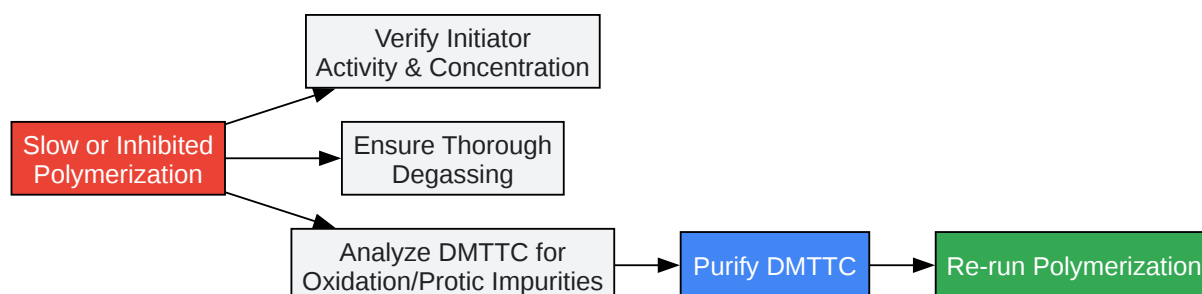 Verify Initiator
Activity & Concentration
Slow or Inhibited
Polymerization
Ensure Thorough
Degassing
Analyze DMTTC for
Oxidation/Protic Impurities
Purify DMTTC
Re-run Polymerization